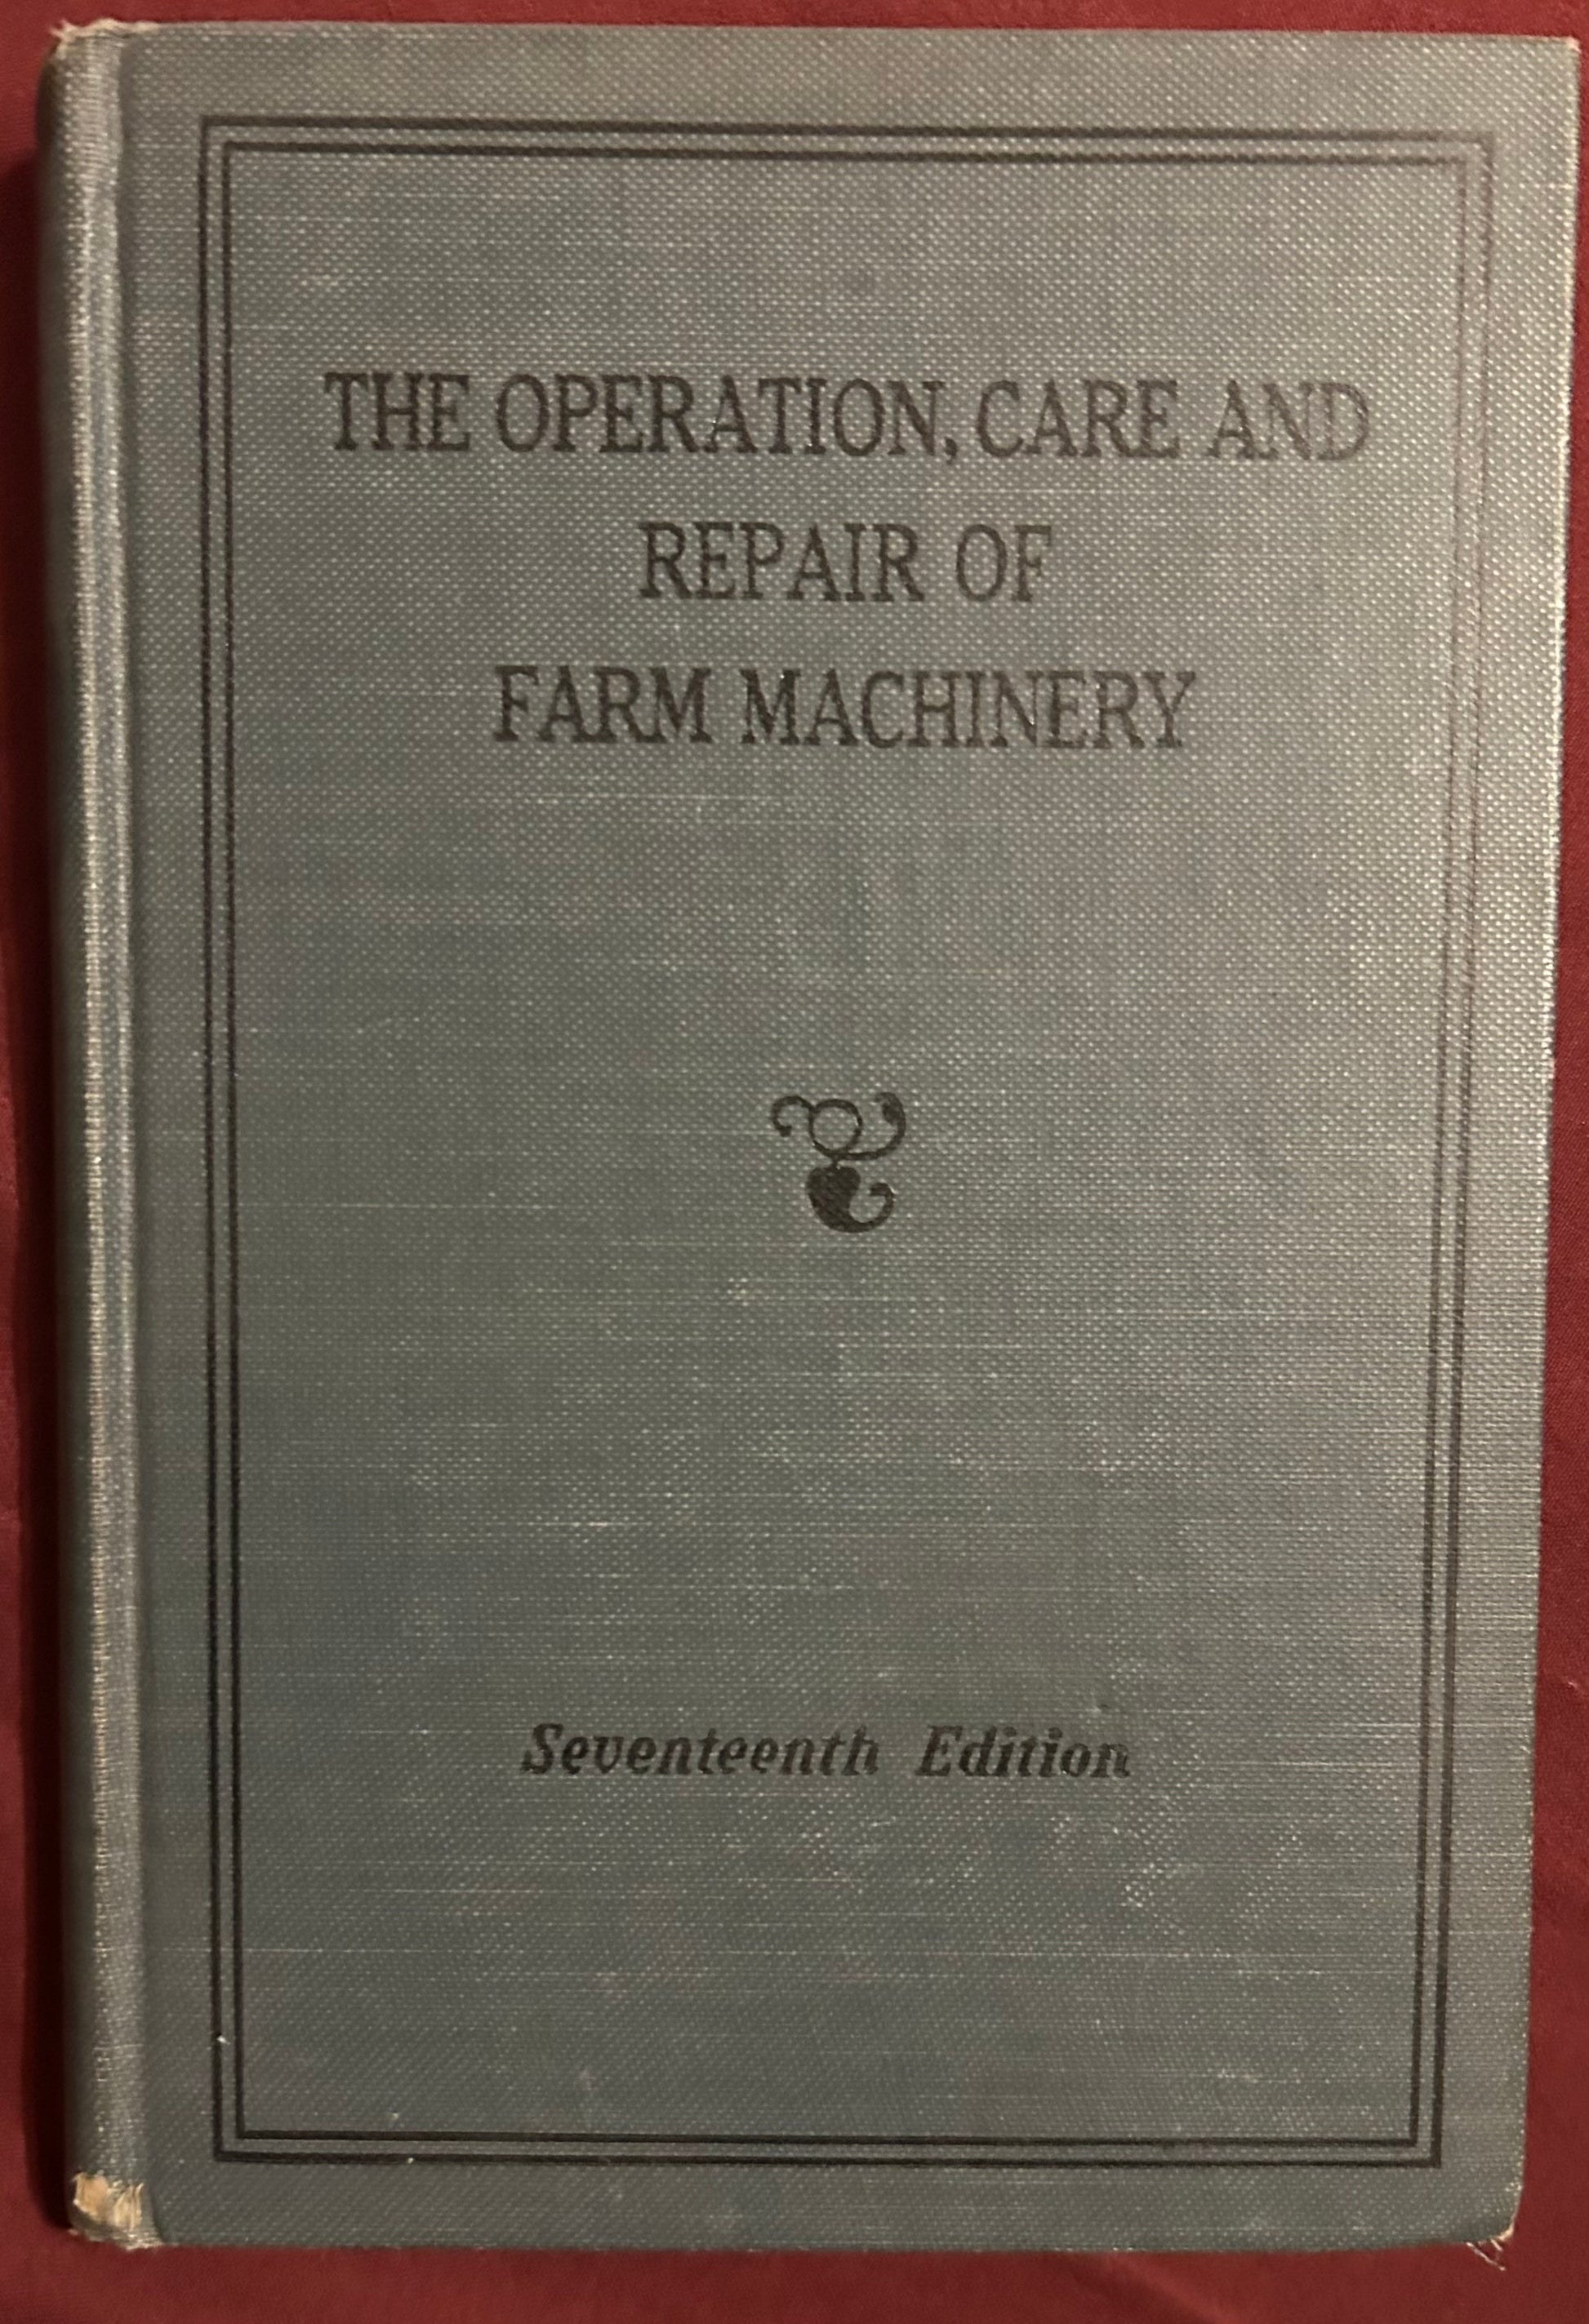 THE OPERATION, CARE AND
REPAIR OF
FARM MACHINERY
Seventeenth Edition